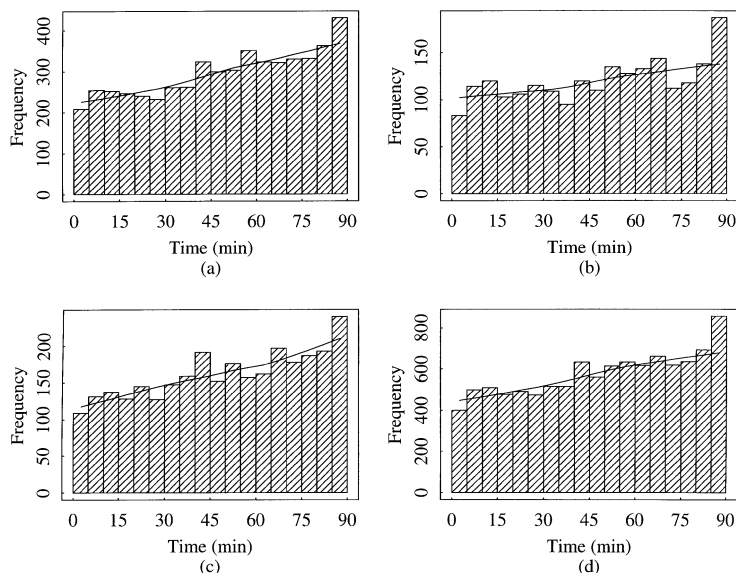 Frequency
0 100 200 300 400
0 15 30 45 60 75 90
Time (min)
(a)
Frequency
0 50 100 150
0 15 30 45 60 75 90
Time (min)
(b)
Frequency
0 50 100 150 200
0 15 30 45 60 75 90
Time (min)
(c)
Frequency
0 200 400 600 800
0 15 30 45 60 75 90
Time (min)
(d)